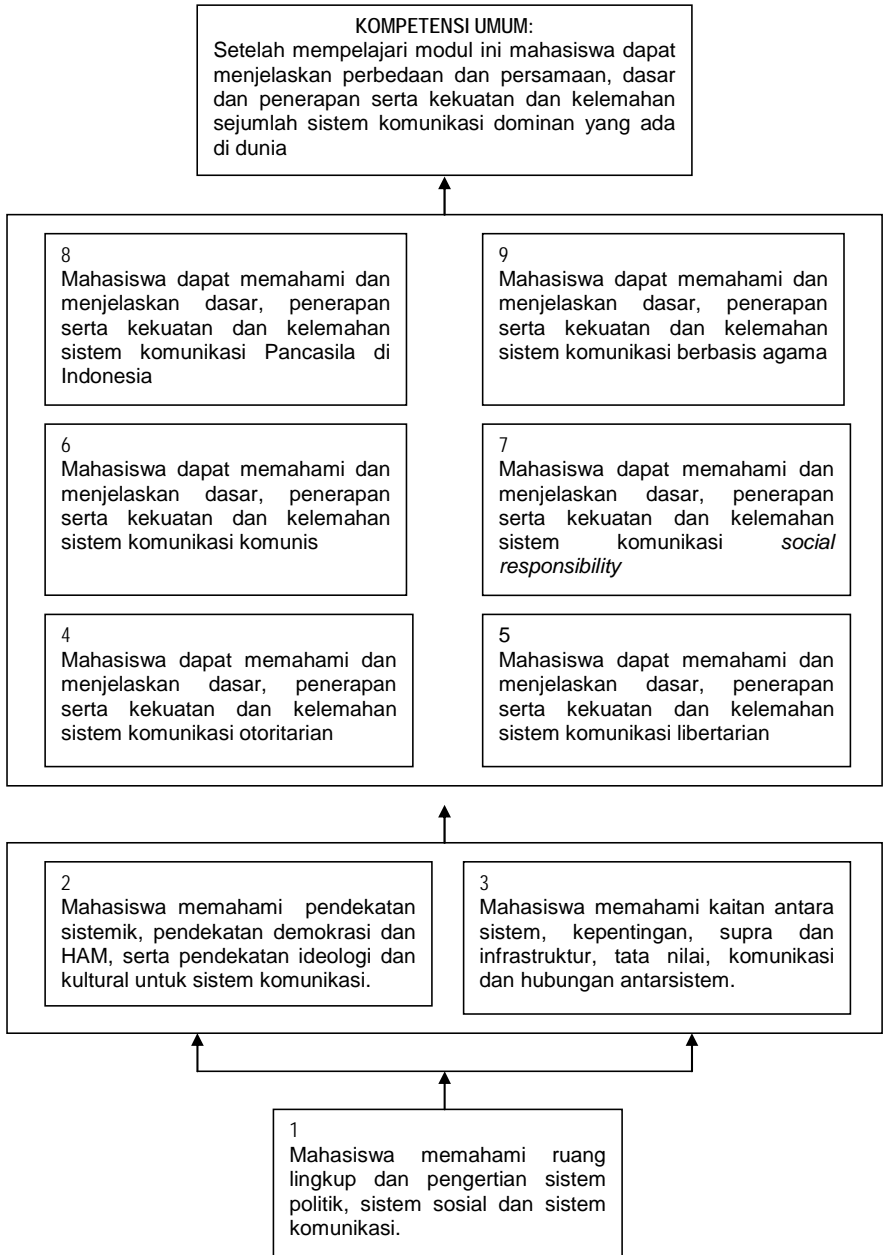 KOMPETENSI UMUM:
Setelah mempelajari modul ini mahasiswa dapat
menjelaskan perbedaan dan persamaan, dasar
dan penerapan serta kekuatan dan kelemahan
sejumlah sistem komunikasi dominan yang ada
di dunia
8
Mahasiswa dapat memahami dan
menjelaskan dasar, penerapan
serta kekuatan dan kelemahan
sistem komunikasi Pancasila di
Indonesia
9
Mahasiswa dapat memahami dan
menjelaskan dasar, penerapan
serta kekuatan dan kelemahan
sistem komunikasi berbasis agama
6
Mahasiswa dapat memahami dan
menjelaskan dasar, penerapan
serta kekuatan dan kelemahan
sistem komunikasi komunis
7
Mahasiswa dapat memahami dan
menjelaskan dasar, penerapan
serta kekuatan dan kelemahan
sistem komunikasi social
responsibility
4
Mahasiswa dapat memahami dan
menjelaskan dasar, penerapan
serta kekuatan dan kelemahan
sistem komunikasi otoritarian
5
Mahasiswa dapat memahami dan
menjelaskan dasar, penerapan
serta kekuatan dan kelemahan
sistem komunikasi libertarian
2
Mahasiswa memahami pendekatan
sistemik, pendekatan demokrasi dan
HAM, serta pendekatan ideologi dan
kultural untuk sistem komunikasi.
3
Mahasiswa memahami kaitan antara
sistem, kepentingan, supra dan
infrastruktur, tata nilai, komunikasi
dan hubungan antarsistem.
1
Mahasiswa memahami ruang
lingkup dan pengertian sistem
politik, sistem sosial dan sistem
komunikasi.